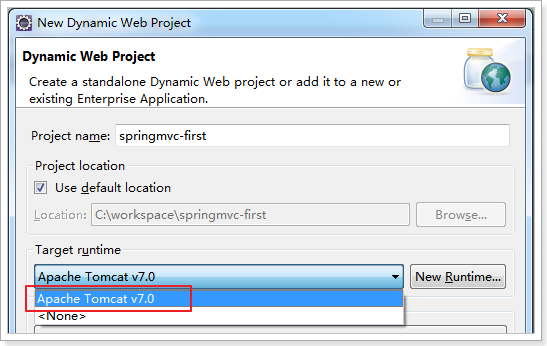 New Dynamic Web Project
Dynamic Web Project
Create a standalone Dynamic Web project or add it to a new or
existing Enterprise Application.
Project name: springmvc-first
Project location
Use default location
Location: C:\workspace\springmvc-first Browse...
Target runtime
Apache Tomcat v7.0 New Runtime...
Apache Tomcat v7.0
<None>